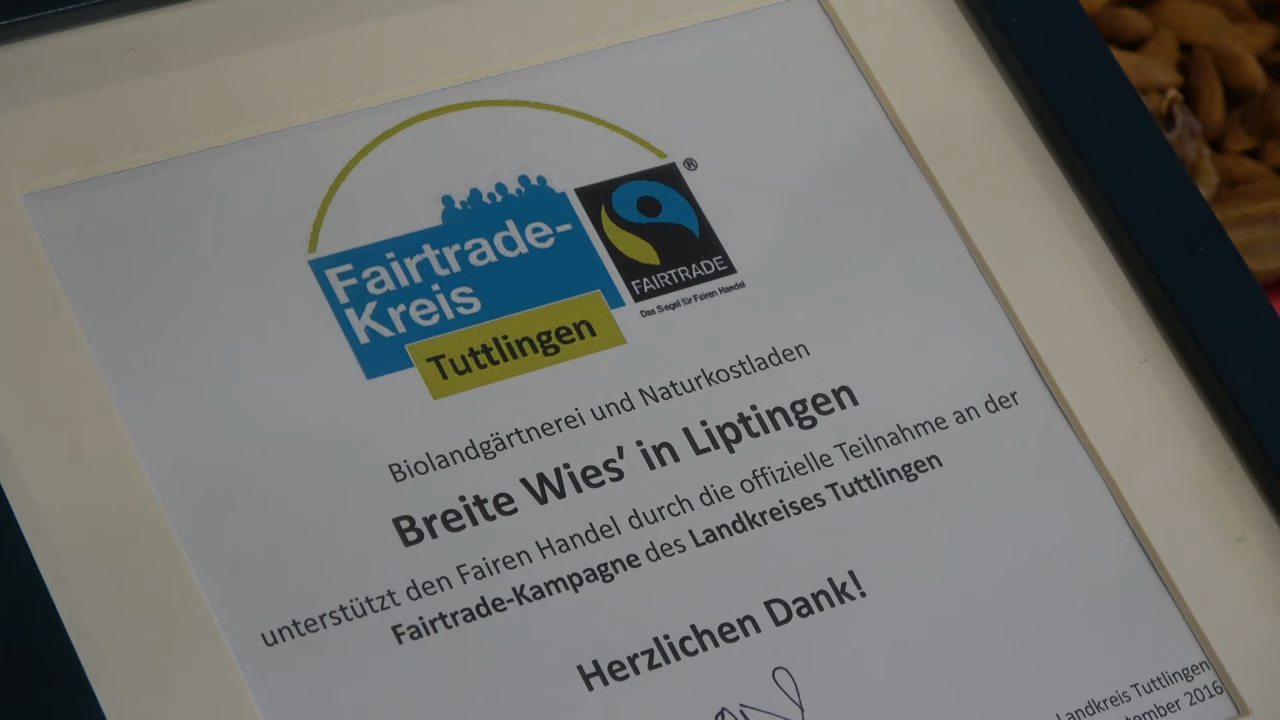 Fairtrade-
Kreis
Tuttlingen
®
FAIRTRADE
Das Siegel für Fairen Handel
Biolandgärtnerei und Naturkostladen
Breite Wies’ in Liptingen
unterstützt den Fairen Handel durch die offizielle Teilnahme an der
Fairtrade-Kampagne des Landkreises Tuttlingen
Herzlichen Dank!
Landkreis Tuttlingen
2016